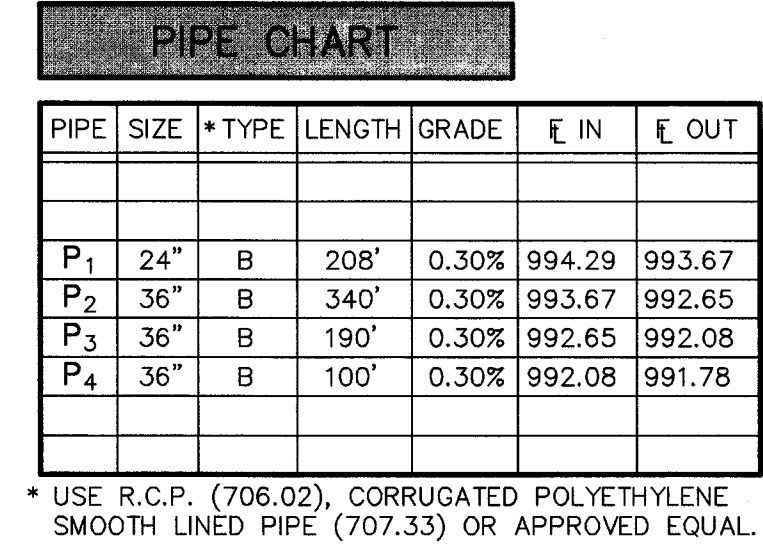 PIPE CHART
PIPE SIZE * TYPE LENGTH GRADE ℄ IN ℄ OUT
P1 24" B 208' 0.30% 994.29 993.67
P2 36" B 340' 0.30% 993.67 992.65
P3 36" B 190' 0.30% 992.65 992.08
P4 36" B 100' 0.30% 992.08 991.78
* USE R.C.P. (706.02), CORRUGATED POLYETHYLENE
SMOOTH LINED PIPE (707.33) OR APPROVED EQUAL.